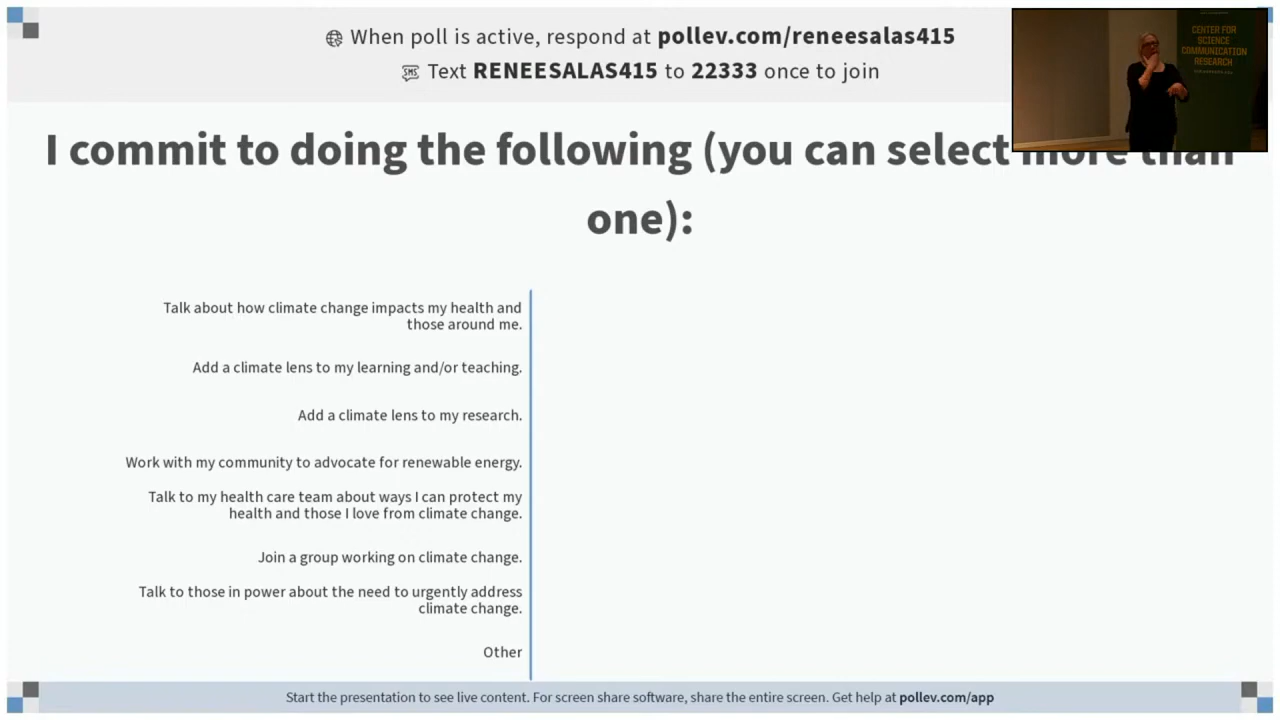 When poll is active, respond at pollev.com/reneesalas415
Text RENEESALAS415 to 22333 once to join
CENTER FOR
SCIENCE
COMMUNICATION
RESEARCH
I commit to doing the following (you can select more than
one):
Talk about how climate change impacts my health and
those around me.
Add a climate lens to my learning and/or teaching.
Add a climate lens to my research.
Work with my community to advocate for renewable energy.
Talk to my health care team about ways I can protect my
health and those I love from climate change.
Join a group working on climate change.
Talk to those in power about the need to urgently address
climate change.
Other
Start the presentation to see live content. For screen share software, share the entire screen. Get help at pollev.com/app